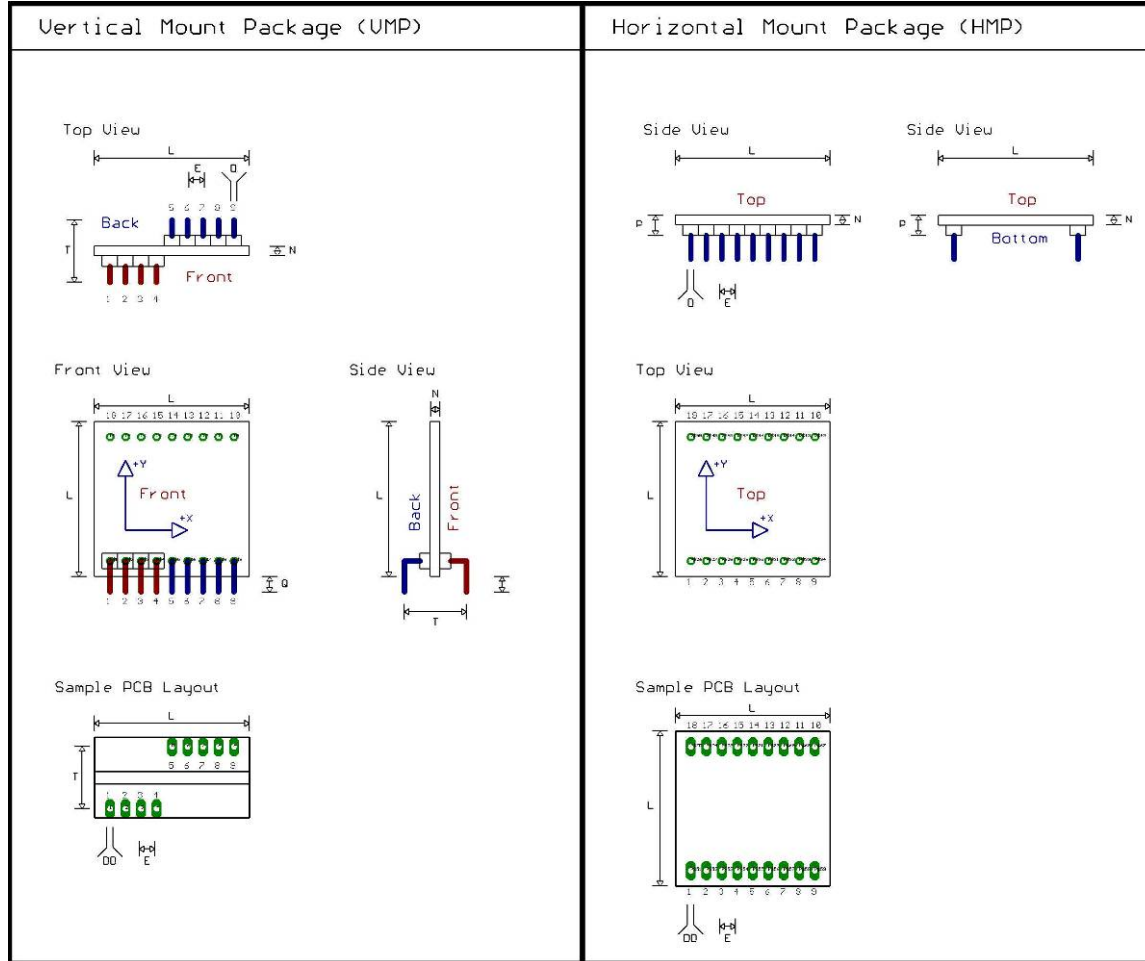 Vertical Mount Package (VMP)
Top View
L
E
O
5 6 7 8 9
Back
T
N
Front
1 2 3 4
Front View
L
18 17 16 15 14 13 12 11 10
+Y
L
Front
+X
Q
1 2 3 4 5 6 7 8 9
Side View
N
L
Back
Front
T
Sample PCB Layout
L
T
5 6 7 8 9
1 2 3 4
OO
E
Horizontal Mount Package (HMP)
Side View
L
Top
P
N
O
E
Side View
L
Top
P
N
Bottom
Top View
L
18 17 16 15 14 13 12 11 10
+Y
L
Top
+X
1 2 3 4 5 6 7 8 9
Sample PCB Layout
L
18 17 16 15 14 13 12 11 10
L
1 2 3 4 5 6 7 8 9
OO
E